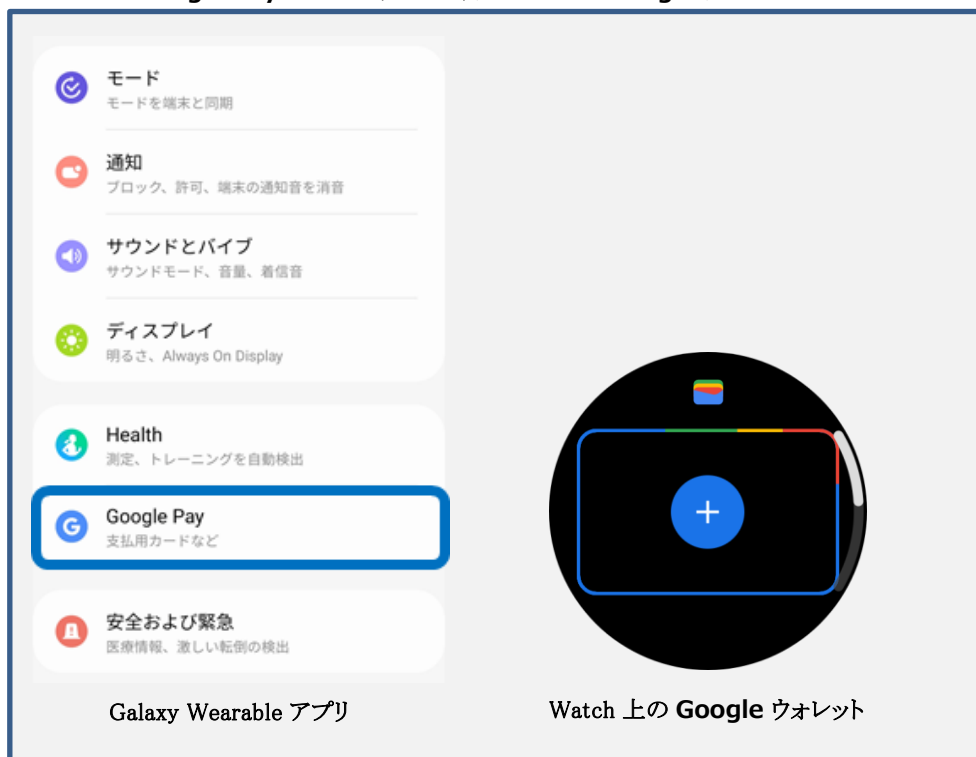 モード
モードを端末と同期
通知
ブロック、許可、端末の通知音を消音
サウンドとバイブ
サウンドモード、音量、着信音
ディスプレイ
明るさ、Always On Display
Health
測定、トレーニングを自動検出
Google Pay
支払用カードなど
安全および緊急
医療情報、激しい転倒の検出
Galaxy Wearable アプリ
Watch 上の Google ウォレット